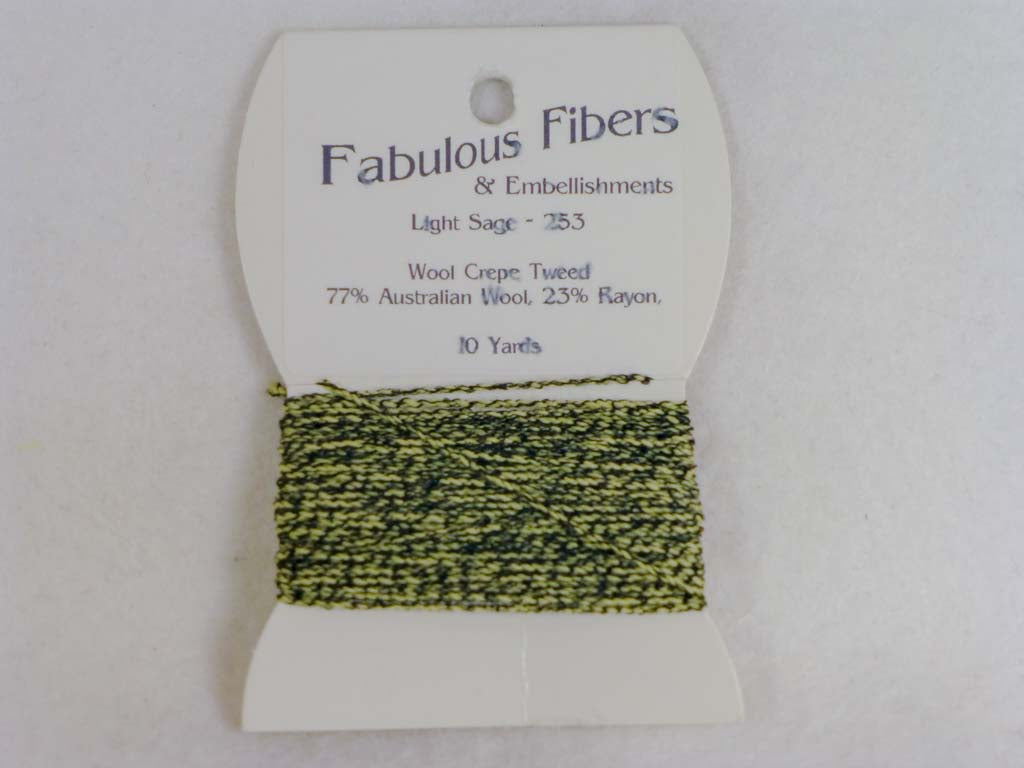 Fabulous Fibers
& Embellishments
Light Sage - 253
Wool Crepe Tweed
77% Australian Wool, 23% Rayon,
10 Yards